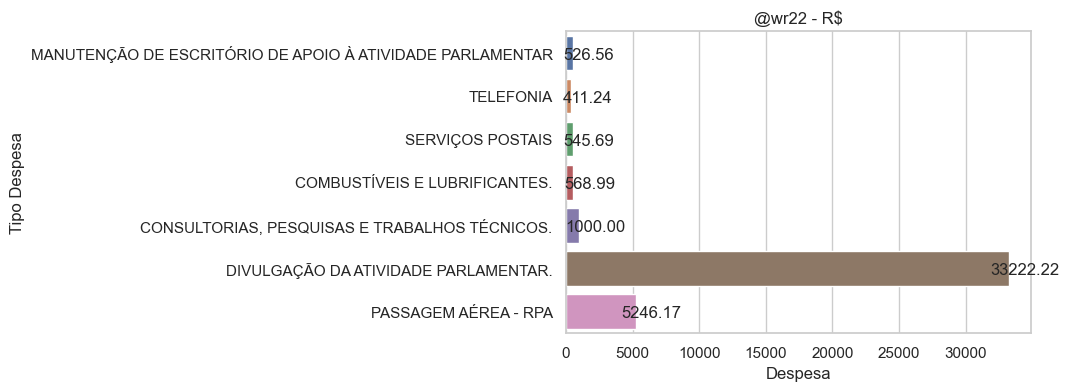 @wr22 - R$
Tipo Despesa
MANUTENÇÃO DE ESCRITÓRIO DE APOIO À ATIVIDADE PARLAMENTAR
526.56
TELEFONIA
411.24
SERVIÇOS POSTAIS
545.69
COMBUSTÍVEIS E LUBRIFICANTES.
568.99
CONSULTORIAS, PESQUISAS E TRABALHOS TÉCNICOS.
1000.00
DIVULGAÇÃO DA ATIVIDADE PARLAMENTAR.
33222.22
PASSAGEM AÉREA - RPA
5246.17
0 5000 10000 15000 20000 25000 30000
Despesa